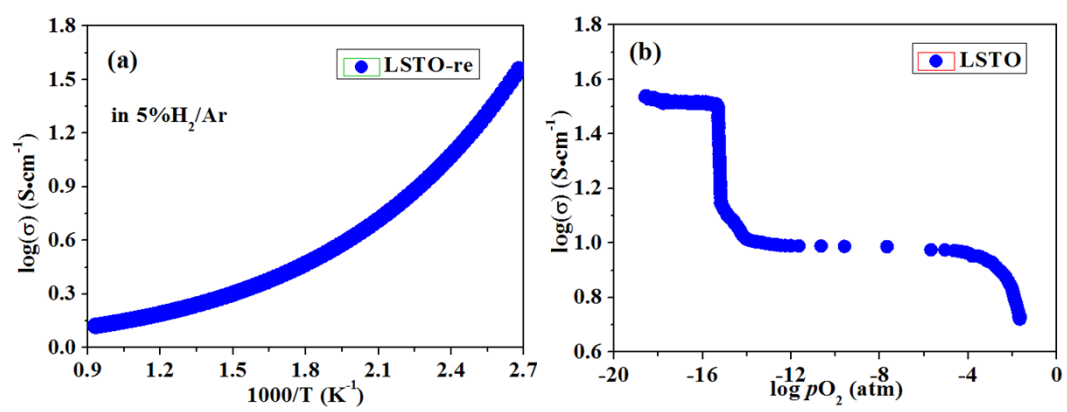 (a)
LSTO-re
in 5%H₂/Ar
log(σ) (S•cm⁻¹)
1.8
1.5
1.2
0.9
0.6
0.3
0.0
0.9 1.2 1.5 1.8 2.1 2.4 2.7
1000/T (K⁻¹)
(b)
LSTO
log(σ) (S•cm⁻¹)
1.8
1.6
1.4
1.2
1.0
0.8
0.6
-20 -16 -12 -8 -4 0
log pO₂ (atm)